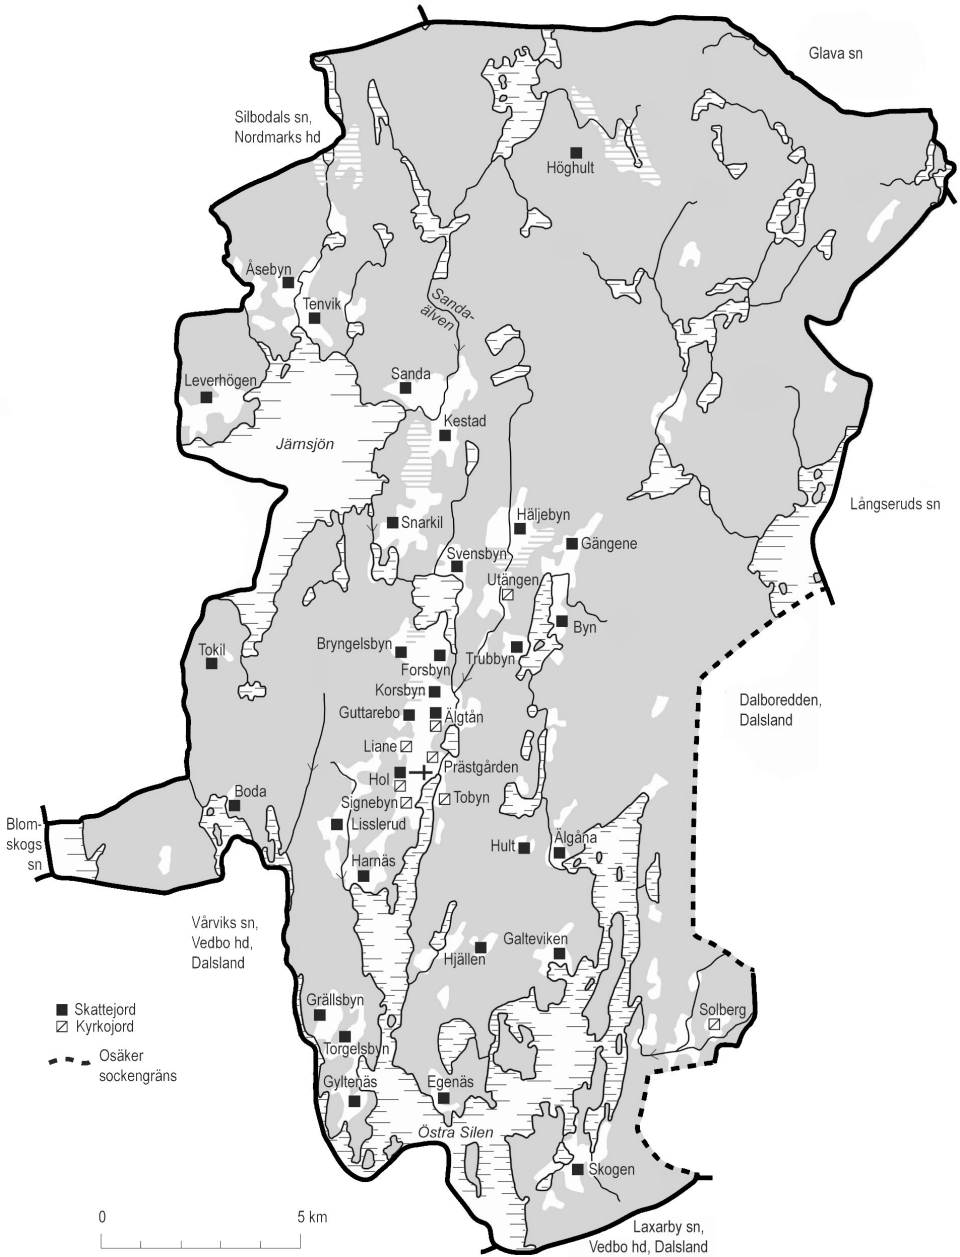 Glava sn
Silbodals sn,
Nordmarks hd
Höghult
Åsebyn
Tenvik
Sanda-
älven
Leverhögen
Sanda
Kestad
Järnsjön
Långseruds sn
Snarkil
Häljebyn
Gängene
Svensbyn
Utängen
Byn
Bryngelsbyn
Tokil
Forsbyn
Trubbyn
Korsbyn
Dalboredden,
Dalsland
Guttarebo
Älgtån
Liane
Prästgården
Hol
Boda
Signebyn
Tobyn
Blom-
skogs
sn
Lisslerud
Hult
Älgåna
Harnäs
Vårviks sn,
Vedbo hd,
Dalsland
Galteviken
Hjällen
Grällsbyn
Solberg
Skattejord
Kyrkojord
Torgelsbyn
Osäker
sockengräns
Gyltenäs
Egenäs
Östra Silen
Skogen
0 5 km
Laxarby sn,
Vedbo hd, Dalsland